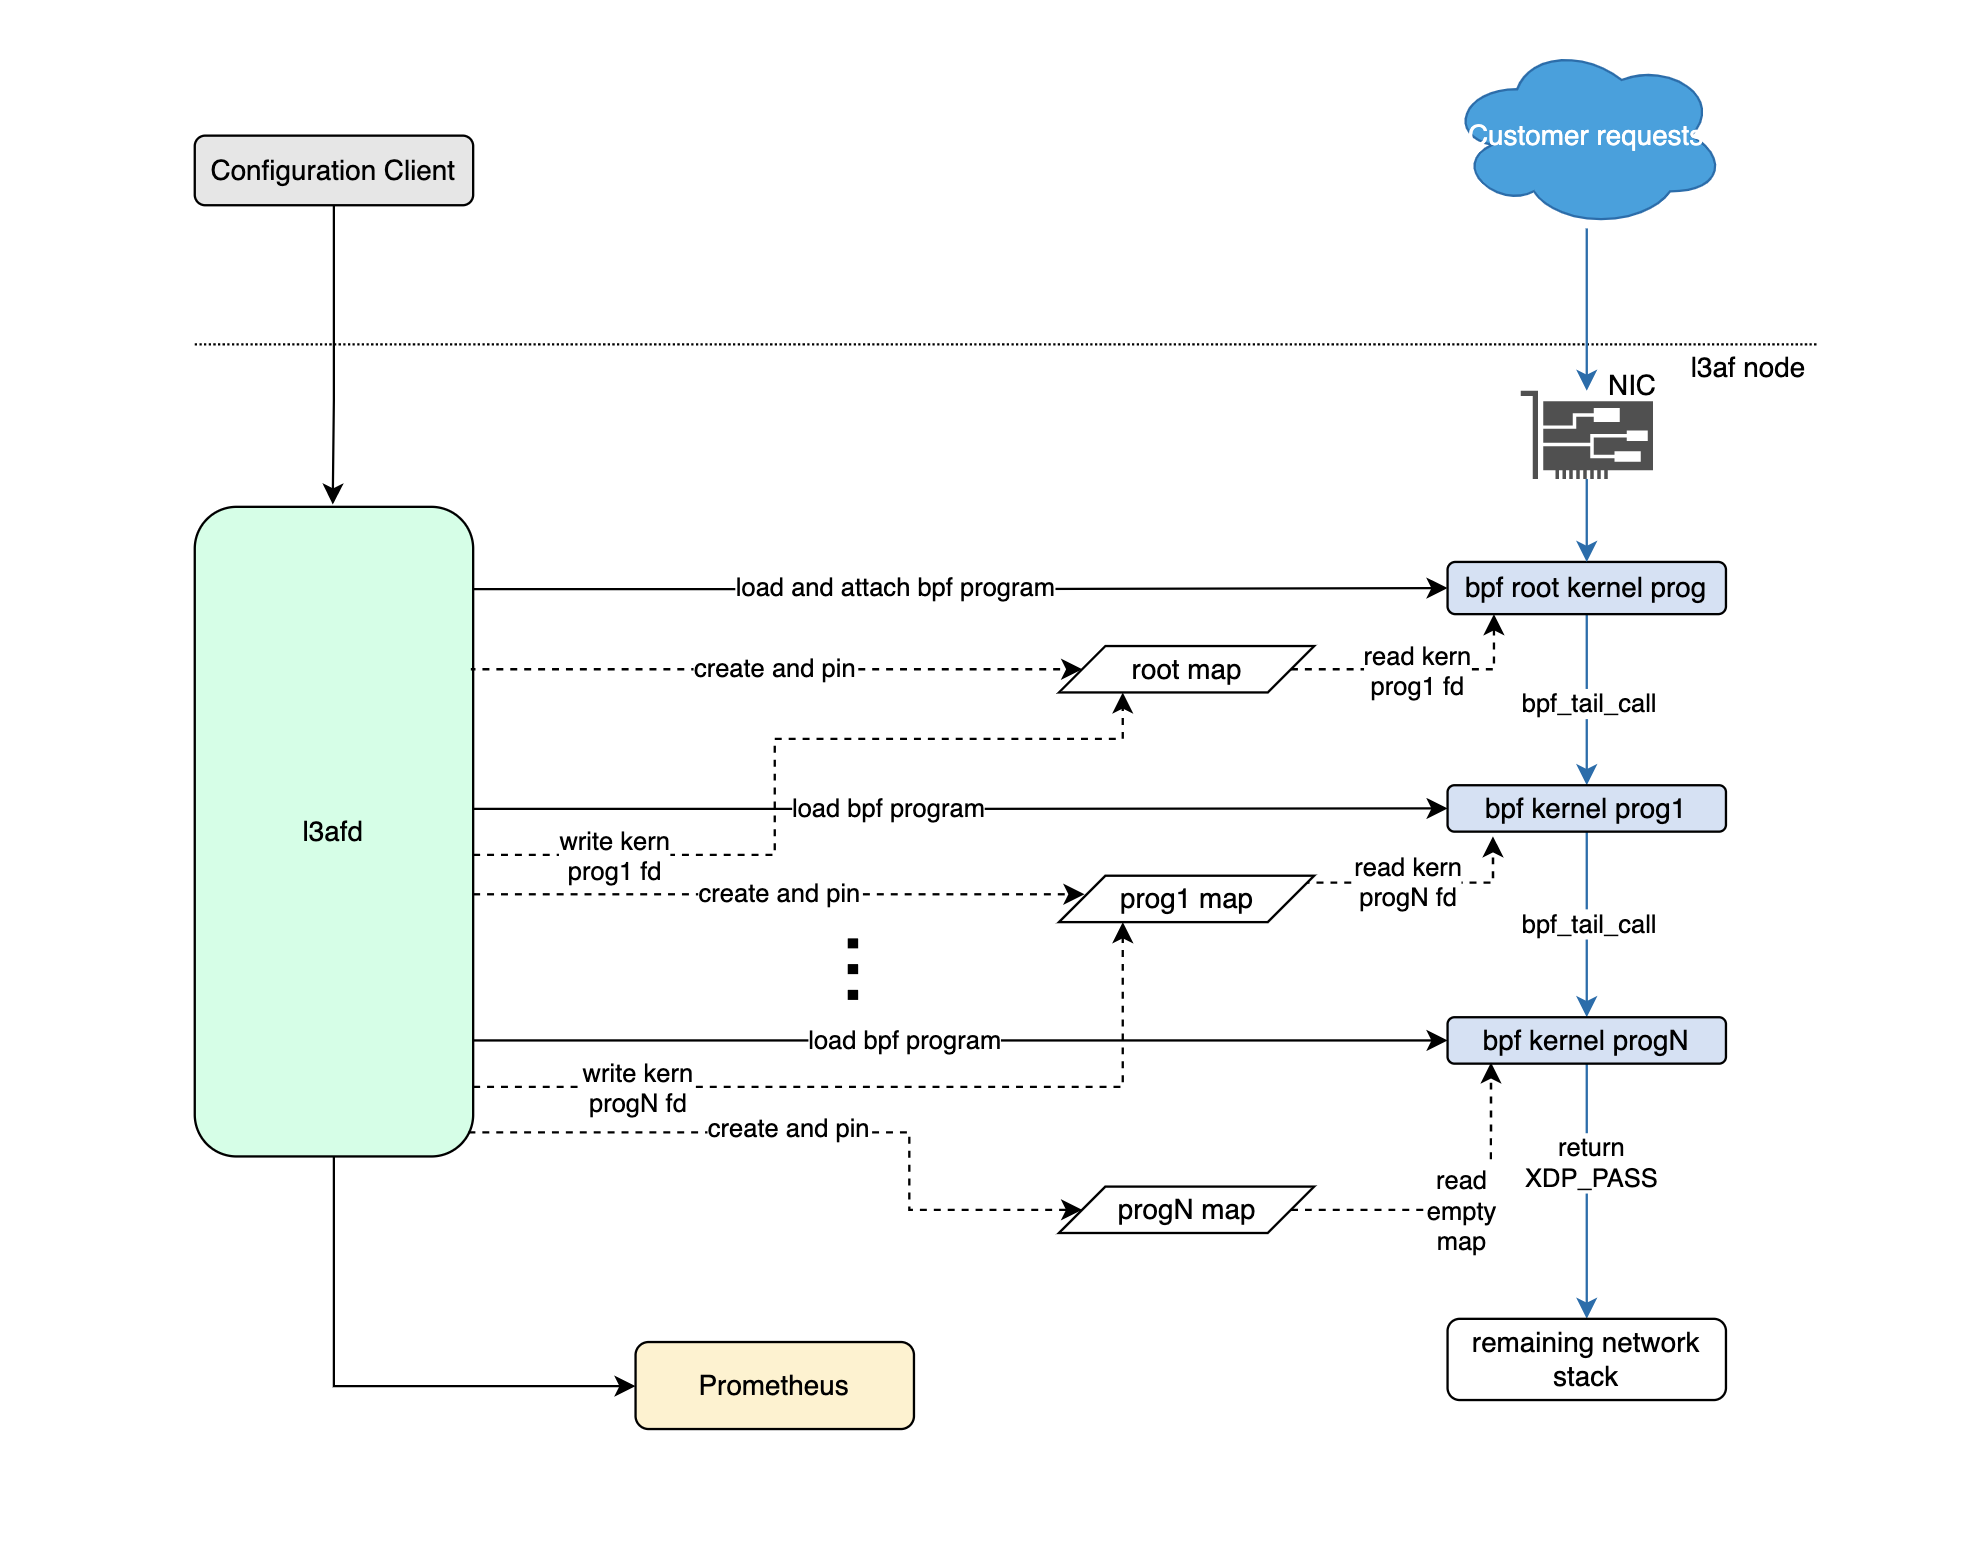 Customer requests
Configuration Client
l3af node
NIC
load and attach bpf program
bpf root kernel prog
create and pin
root map
read kern
prog1 fd
bpf_tail_call
load bpf program
bpf kernel prog1
l3afd
write kern
prog1 fd
create and pin
prog1 map
read kern
progN fd
bpf_tail_call
load bpf program
bpf kernel progN
write kern
progN fd
create and pin
return
XDP_PASS
progN map
read
empty
map
remaining network
stack
Prometheus